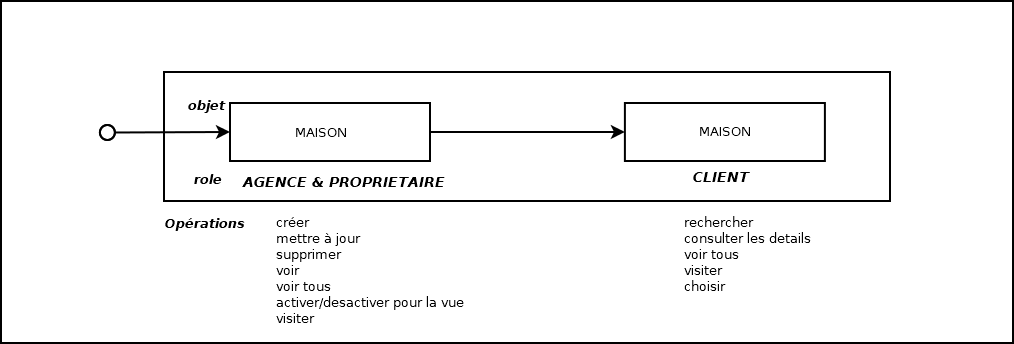 objet
MAISON
MAISON
role
AGENCE & PROPRIETAIRE
CLIENT
Opérations
créer
mettre à jour
supprimer
voir
voir tous
activer/desactiver pour la vue
visiter
rechercher
consulter les details
voir tous
visiter
choisir